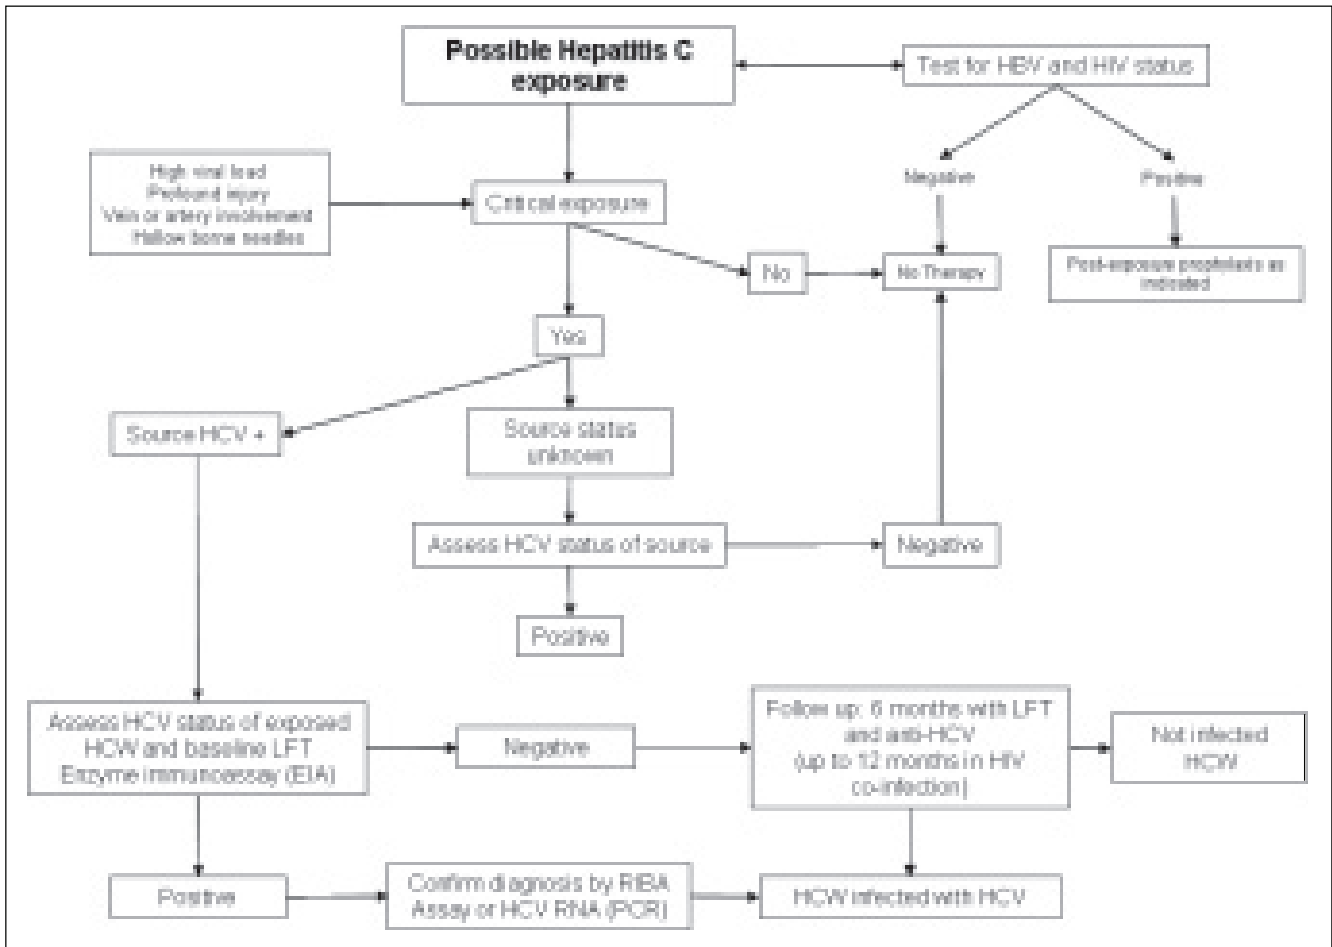 Possible Hepatitis C
exposure
Test for HBV and HIV status
High viral load
Profound injury
Vein or artery involvement
Hollow borne needles
Critical exposure
Negative
Positive
No
No Therapy
Post-exposure prophylaxis as
indicated
Yes
Source HCV +
Source status
unknown
Assess HCV status of source
Negative
Positive
Assess HCV status of exposed
HCW and baseline LFT
Enzyme immunoassay (EIA)
Negative
Follow up: 6 months with LFT
and anti-HCV
(up to 12 months in HIV
co-infection)
Not infected
HCW
Positive
Confirm diagnosis by RIBA
Assay or HCV RNA (PCR)
HCW infected with HCV